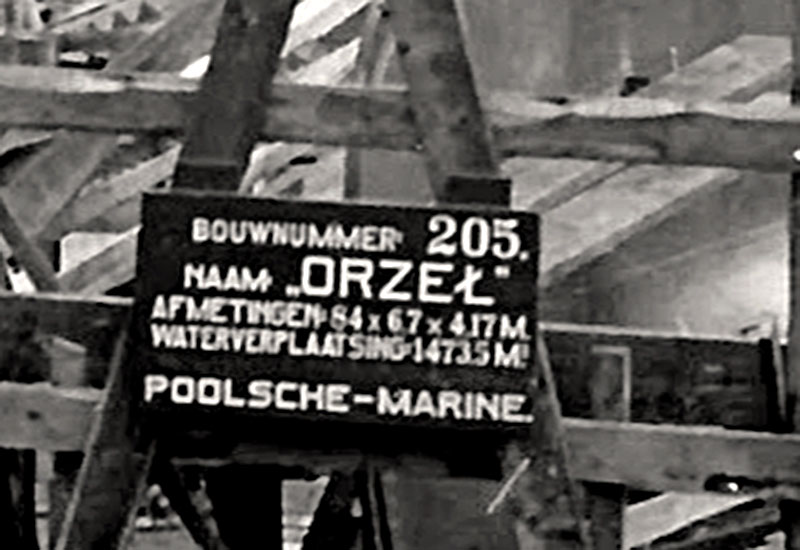 BOUWNUMMER: 205.
NAAM: „ORZEŁ"
AFMETINGEN: 84 x 6.7 x 4.17 M.
WATERVERPLAATSING: 1473.5 M³
POOLSCHE-MARINE.